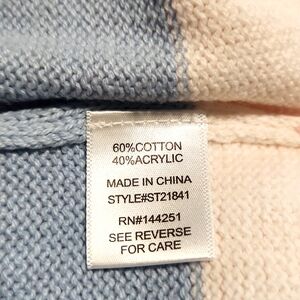 60%COTTON
40%ACRYLIC
MADE IN CHINA
STYLE#ST21841
RN#144251
SEE REVERSE
FOR CARE